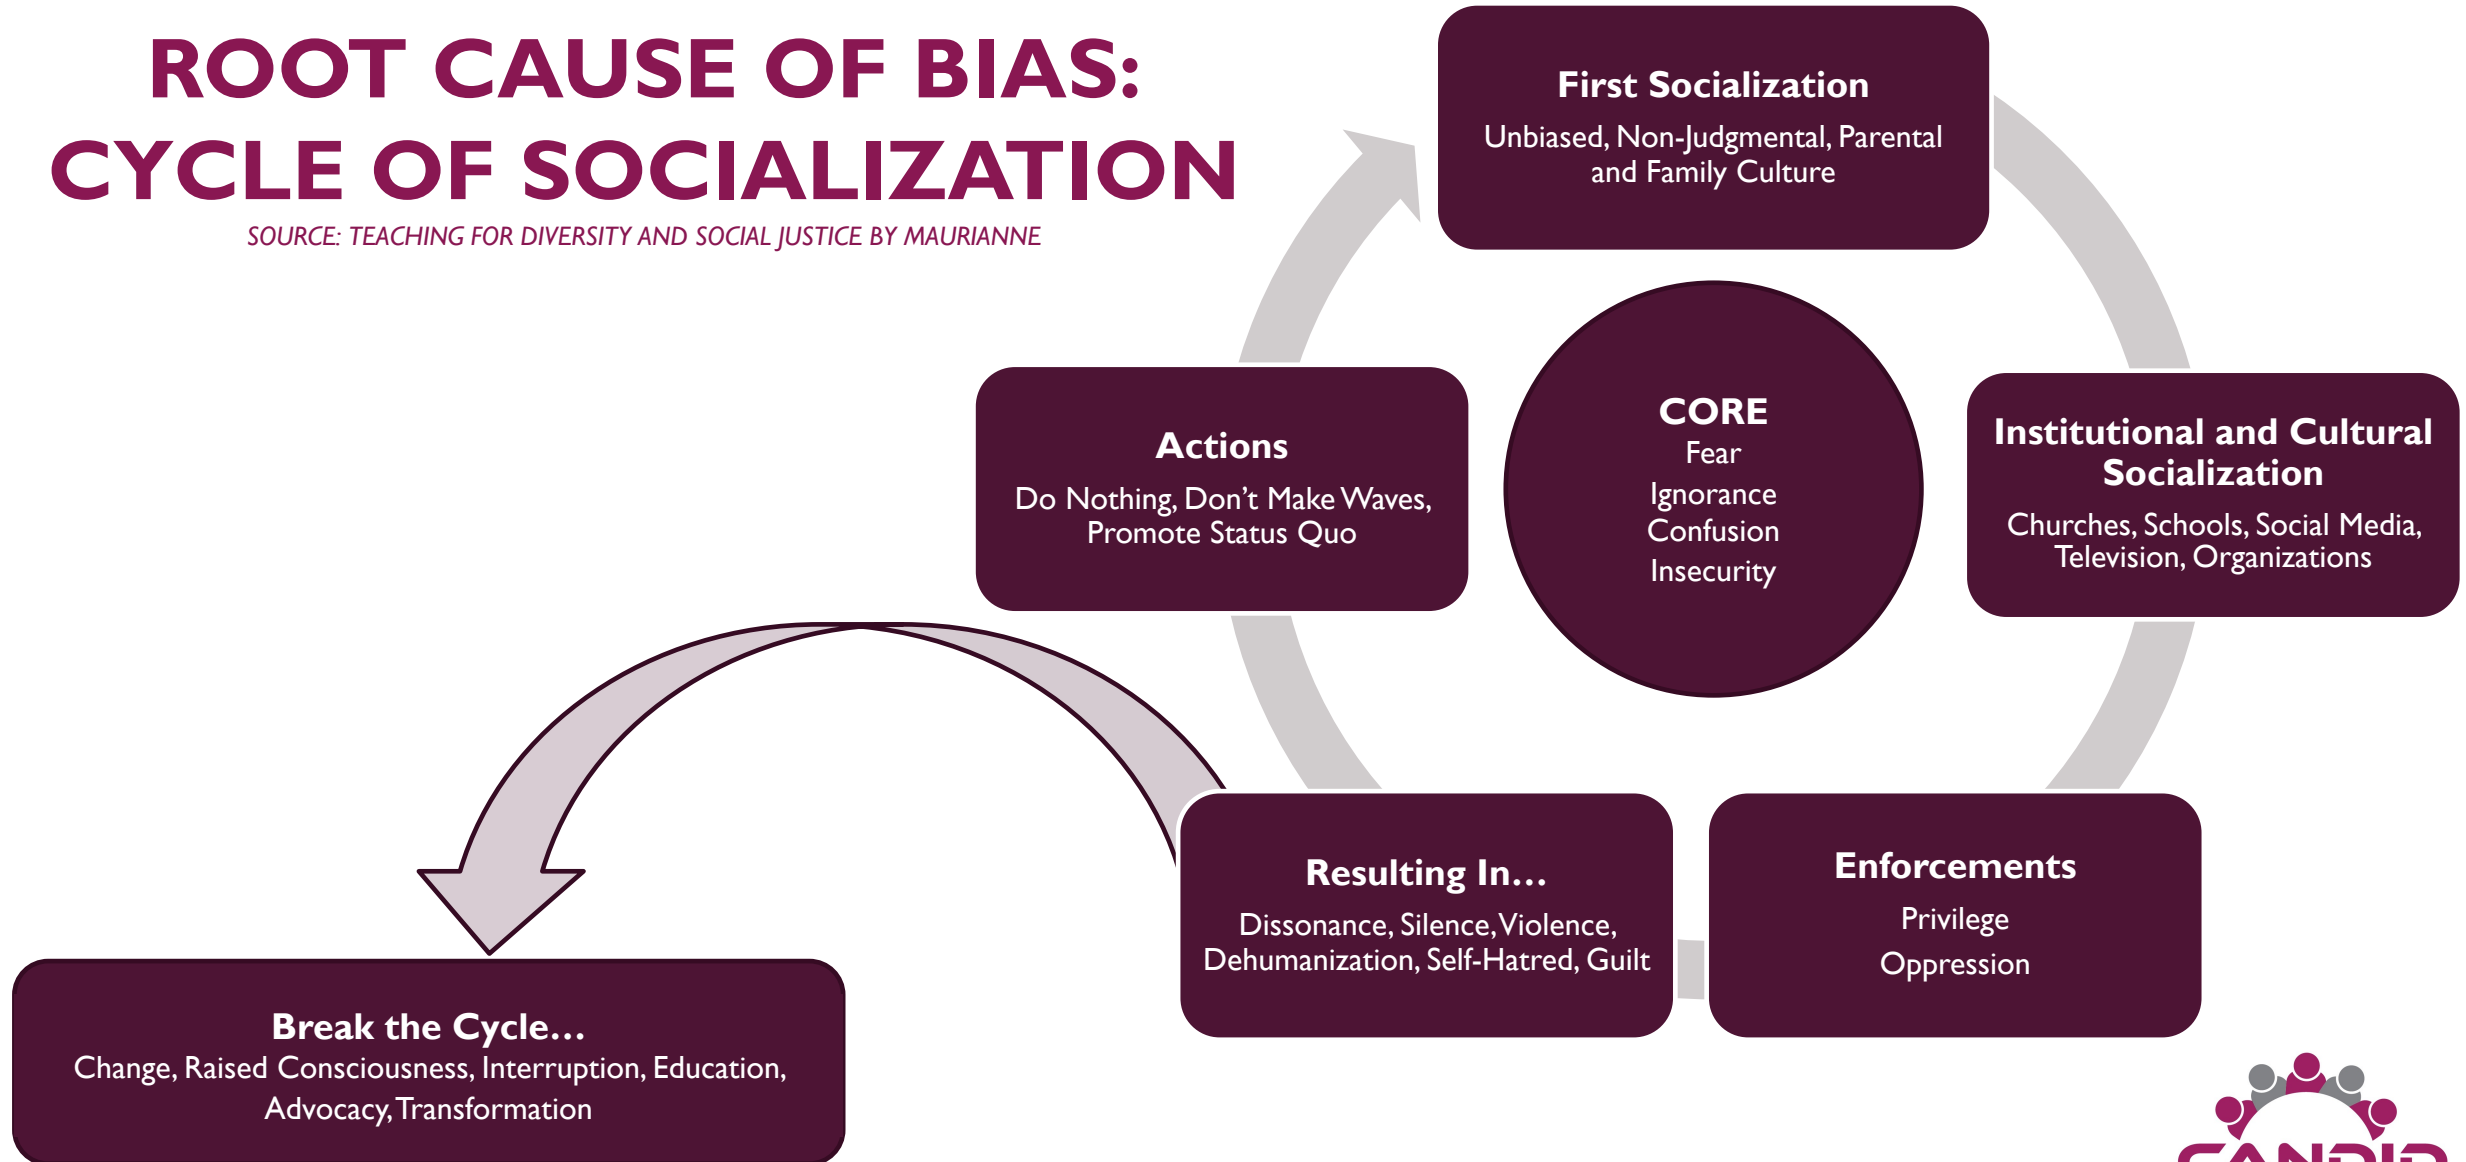 ROOT CAUSE OF BIAS:
CYCLE OF SOCIALIZATION
SOURCE: TEACHING FOR DIVERSITY AND SOCIAL JUSTICE BY MAURIANNE
First Socialization
Unbiased, Non-Judgmental, Parental
and Family Culture
Institutional and Cultural
Socialization
Churches, Schools, Social Media,
Television, Organizations
Enforcements
Privilege
Oppression
Resulting In…
Dissonance, Silence, Violence,
Dehumanization, Self-Hatred, Guilt
Actions
Do Nothing, Don’t Make Waves,
Promote Status Quo
CORE
Fear
Ignorance
Confusion
Insecurity
Break the Cycle…
Change, Raised Consciousness, Interruption, Education,
Advocacy, Transformation
CANDID